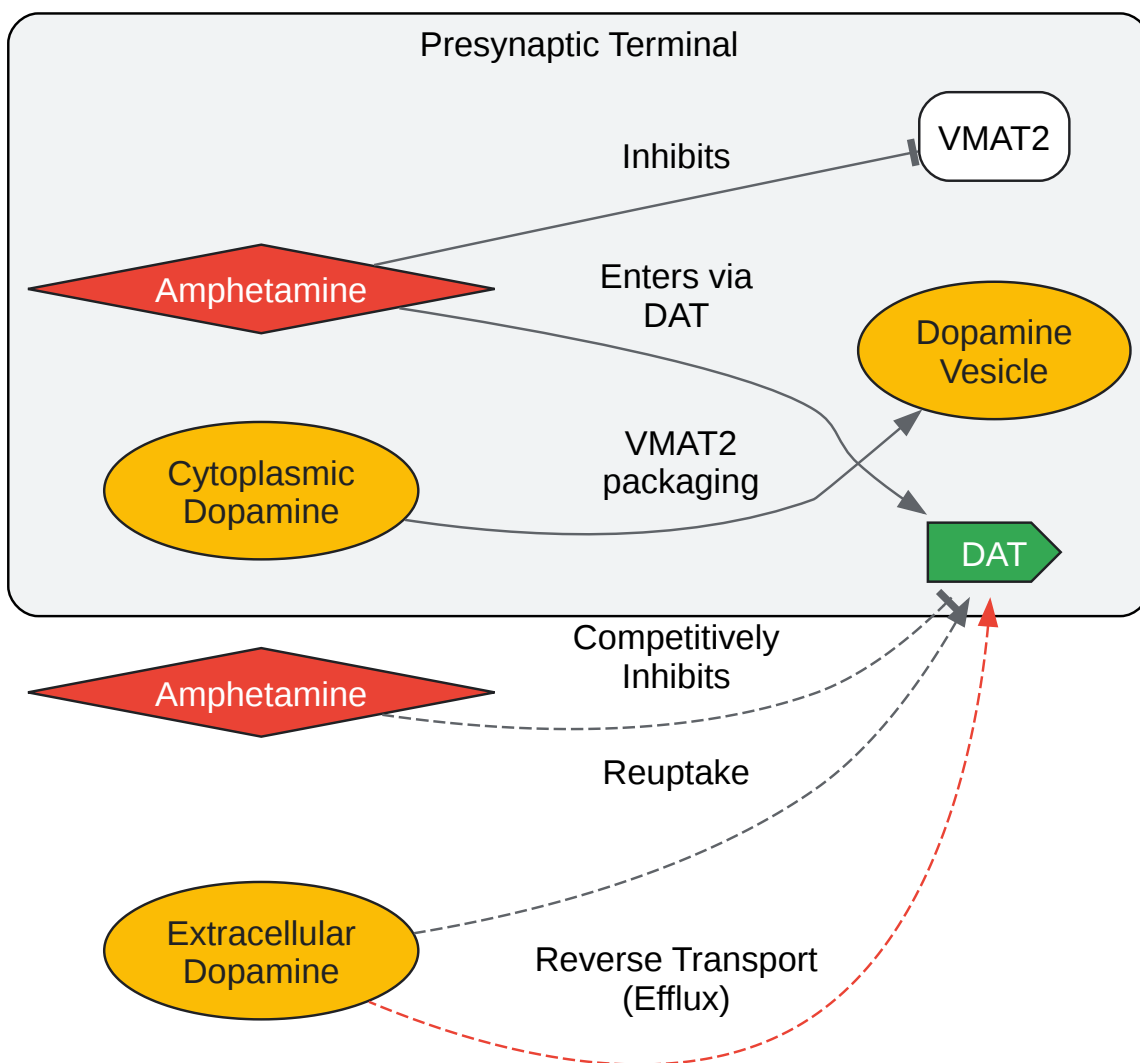 Presynaptic Terminal
VMAT2
Inhibits
Amphetamine
Enters via
DAT
Dopamine
Vesicle
Cytoplasmic
Dopamine
VMAT2
packaging
DAT
Competitively
Inhibits
Amphetamine
Reuptake
Extracellular
Dopamine
Reverse Transport
(Efflux)